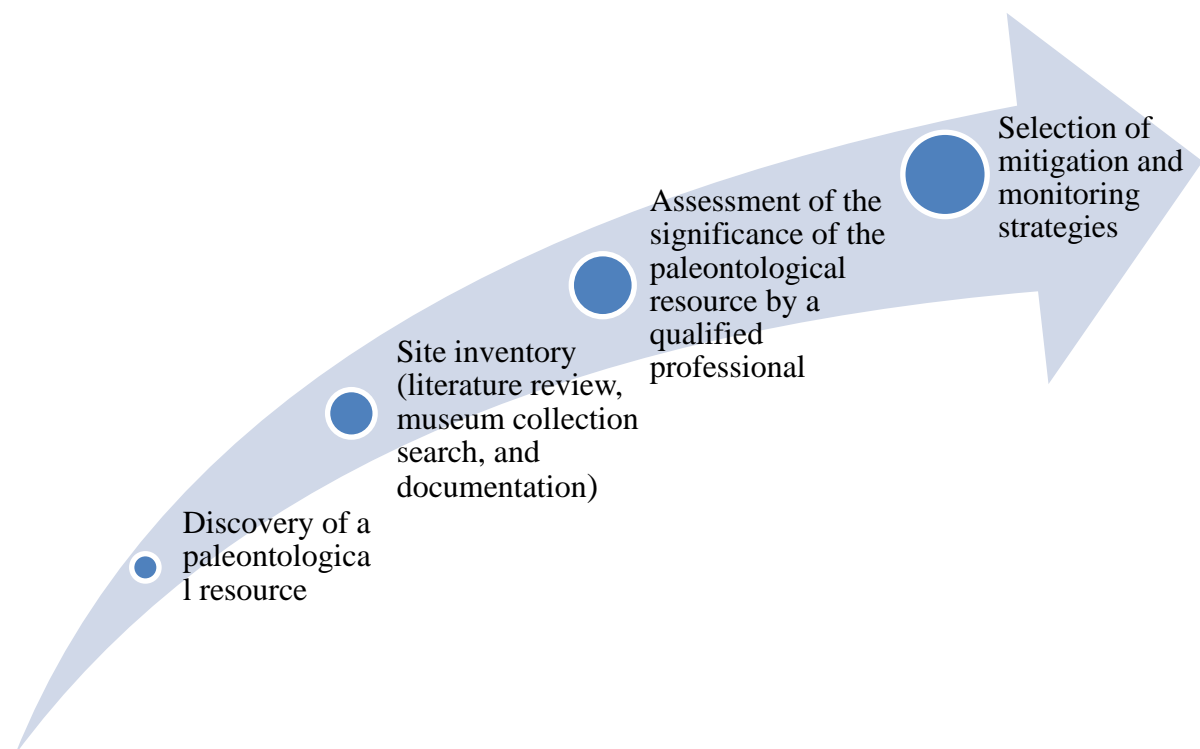 Discovery of a
paleontologica
l resource
Site inventory
(literature review,
museum collection
search, and
documentation)
Assessment of the
significance of the
paleontological
resource by a
qualified
professional
Selection of
mitigation and
monitoring
strategies